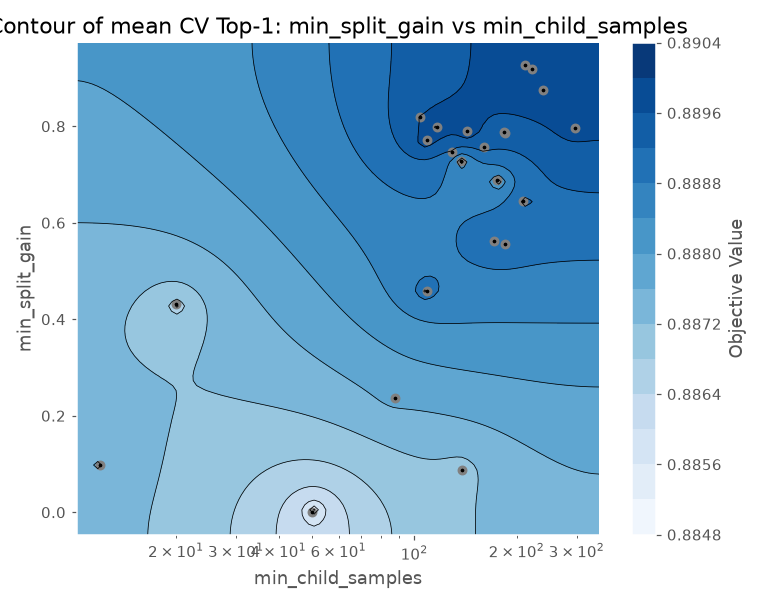 Contour of mean CV Top-1: min_split_gain vs min_child_samples
0.8904
0.8896
0.8888
0.8880
0.8872
0.8864
0.8856
0.8848
Objective Value
min_split_gain
0.8
0.6
0.4
0.2
0.0
2 × 10¹ 3 × 10¹ 4 × 10¹ 6 × 10¹ 10² 2 × 10² 3 × 10²
min_child_samples